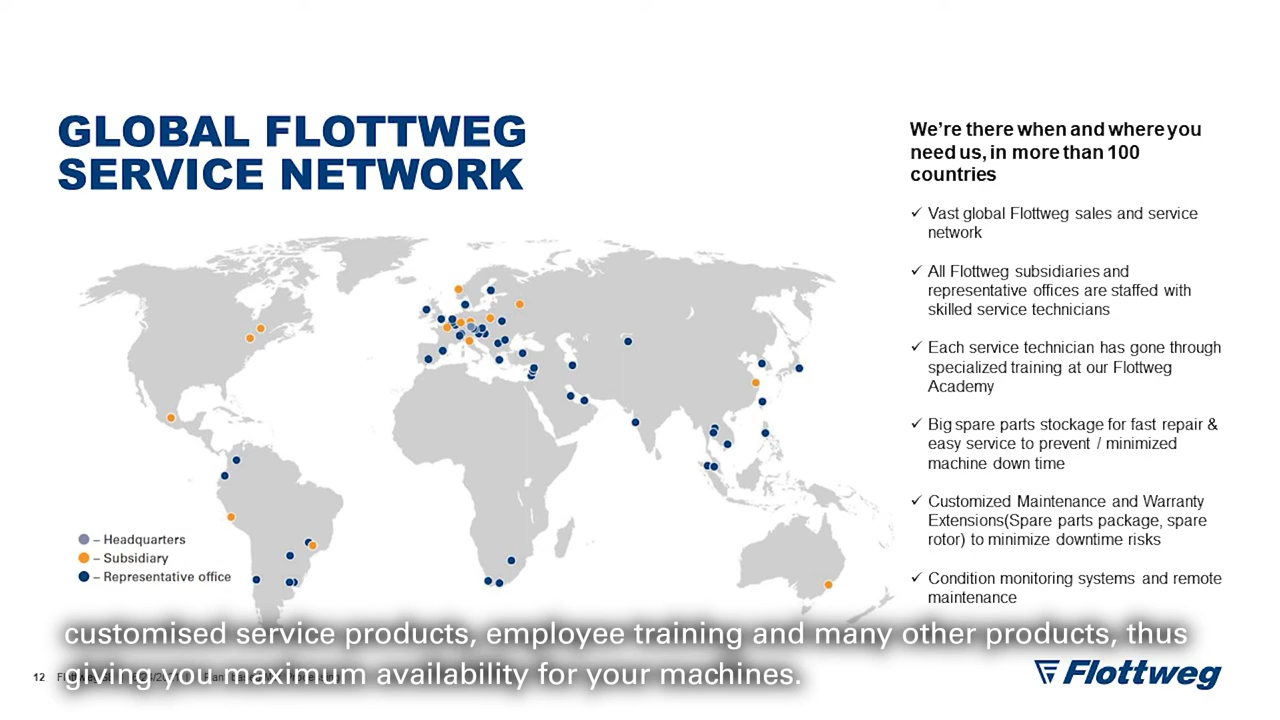 GLOBAL FLOTTWEG
SERVICE NETWORK
We're there when and where you
need us, in more than 100
countries
✓ Vast global Flottweg sales and service
network
✓ All Flottweg subsidiaries and
representative offices are staffed with
skilled service technicians
✓ Each service technician has gone through
specialized training at our Flottweg
Academy
✓ Big spare parts stockage for fast repair &
easy service to prevent / minimized
machine down time
✓ Customized Maintenance and Warranty
Extensions(Spare parts package, spare
rotor) to minimize downtime risks
✓ Condition monitoring systems and remote
maintenance
– Headquarters
– Subsidiary
– Representative office
customised service products, employee training and many other products, thus
giving you maximum availability for your machines.
12
Flottweg